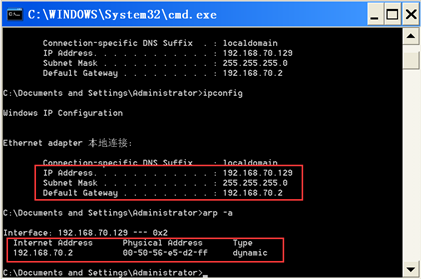 C:\WINDOWS\System32\cmd.exe
Connection-specific DNS Suffix  . : localdomain
IP Address. . . . . . . . . . . . : 192.168.70.129
Subnet Mask . . . . . . . . . . . : 255.255.255.0
Default Gateway . . . . . . . . . : 192.168.70.2
C:\Documents and Settings\Administrator>ipconfig
Windows IP Configuration
Ethernet adapter 本地连接:
Connection-specific DNS Suffix  . : localdomain
IP Address. . . . . . . . . . . . : 192.168.70.129
Subnet Mask . . . . . . . . . . . : 255.255.255.0
Default Gateway . . . . . . . . . : 192.168.70.2
C:\Documents and Settings\Administrator>arp -a
Interface: 192.168.70.129 --- 0x2
Internet Address      Physical Address      Type
192.168.70.2          00-50-56-e5-d2-ff     dynamic
C:\Documents and Settings\Administrator>